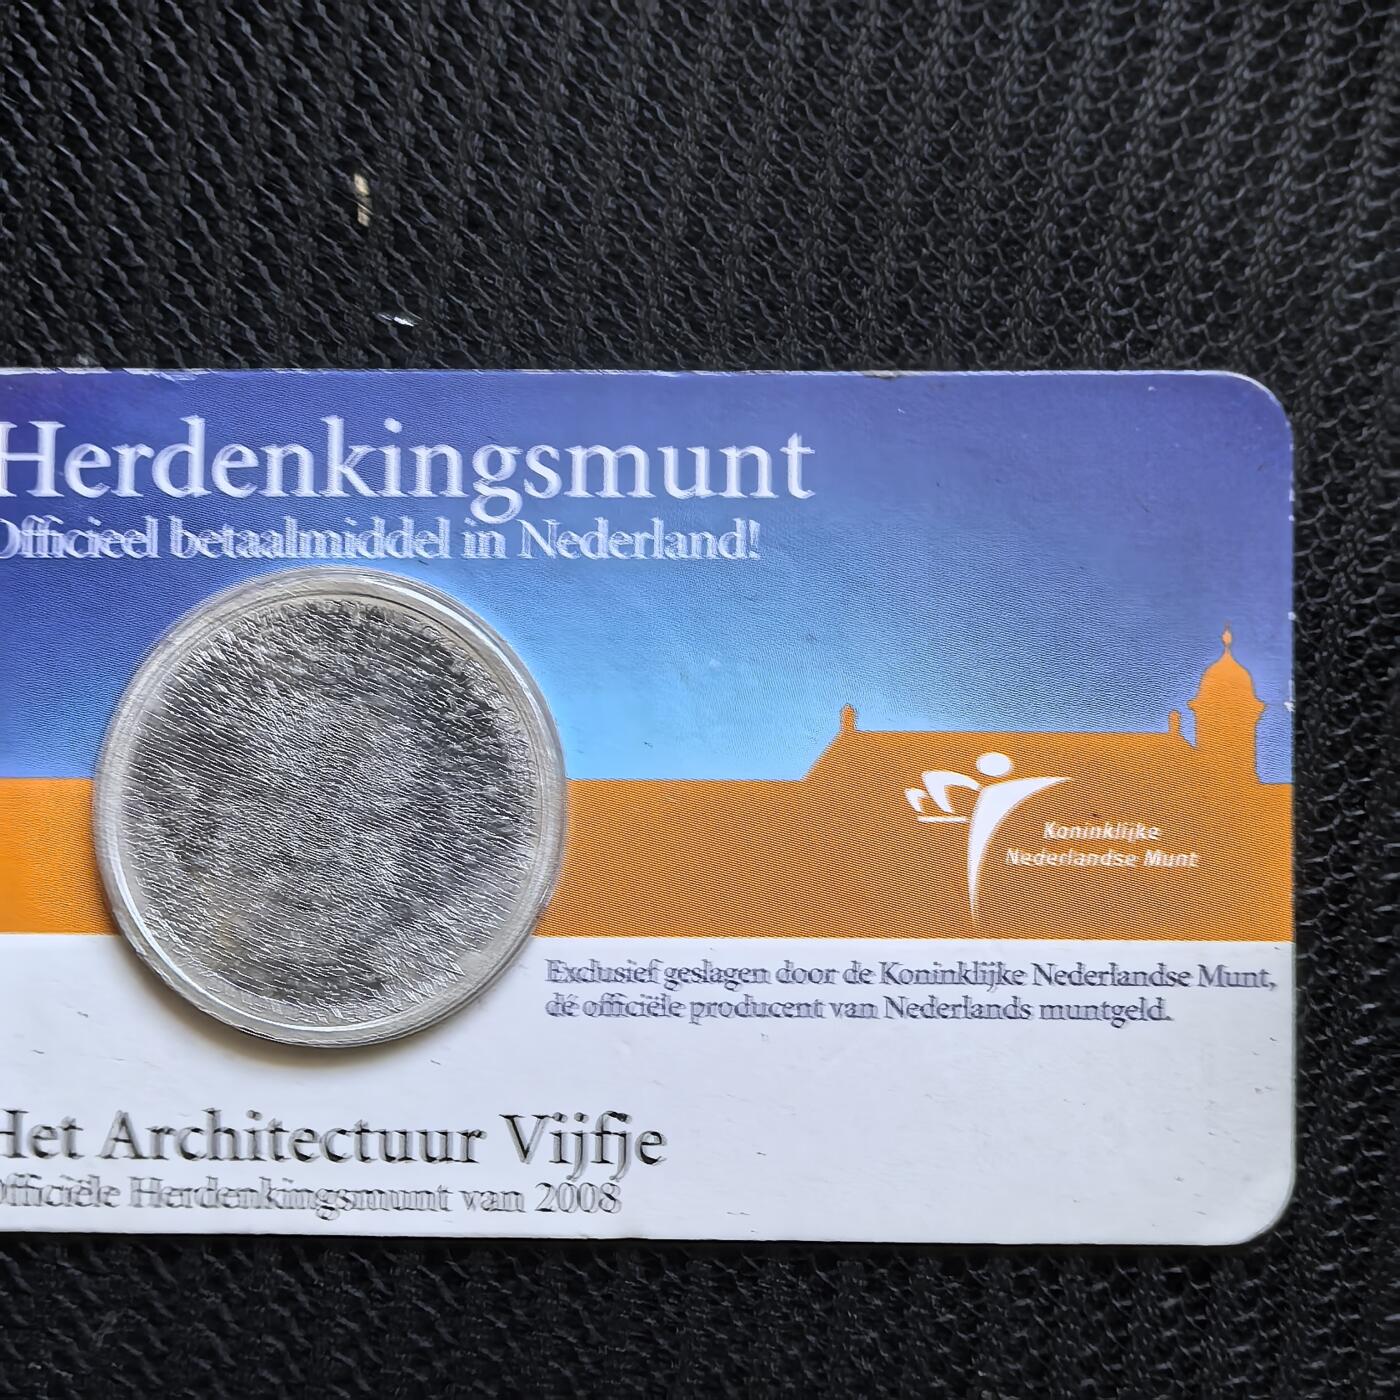 Herdenkingsmunt
Officieel betaalmiddel in Nederland!
Koninklijke
Nederlandse Munt
Exclusief geslagen door de Koninklijke Nederlandse Munt,
dé officiële producent van Nederlands muntgeld.
Het Architectuur Vijfje
Officiële Herdenkingsmunt van 2008